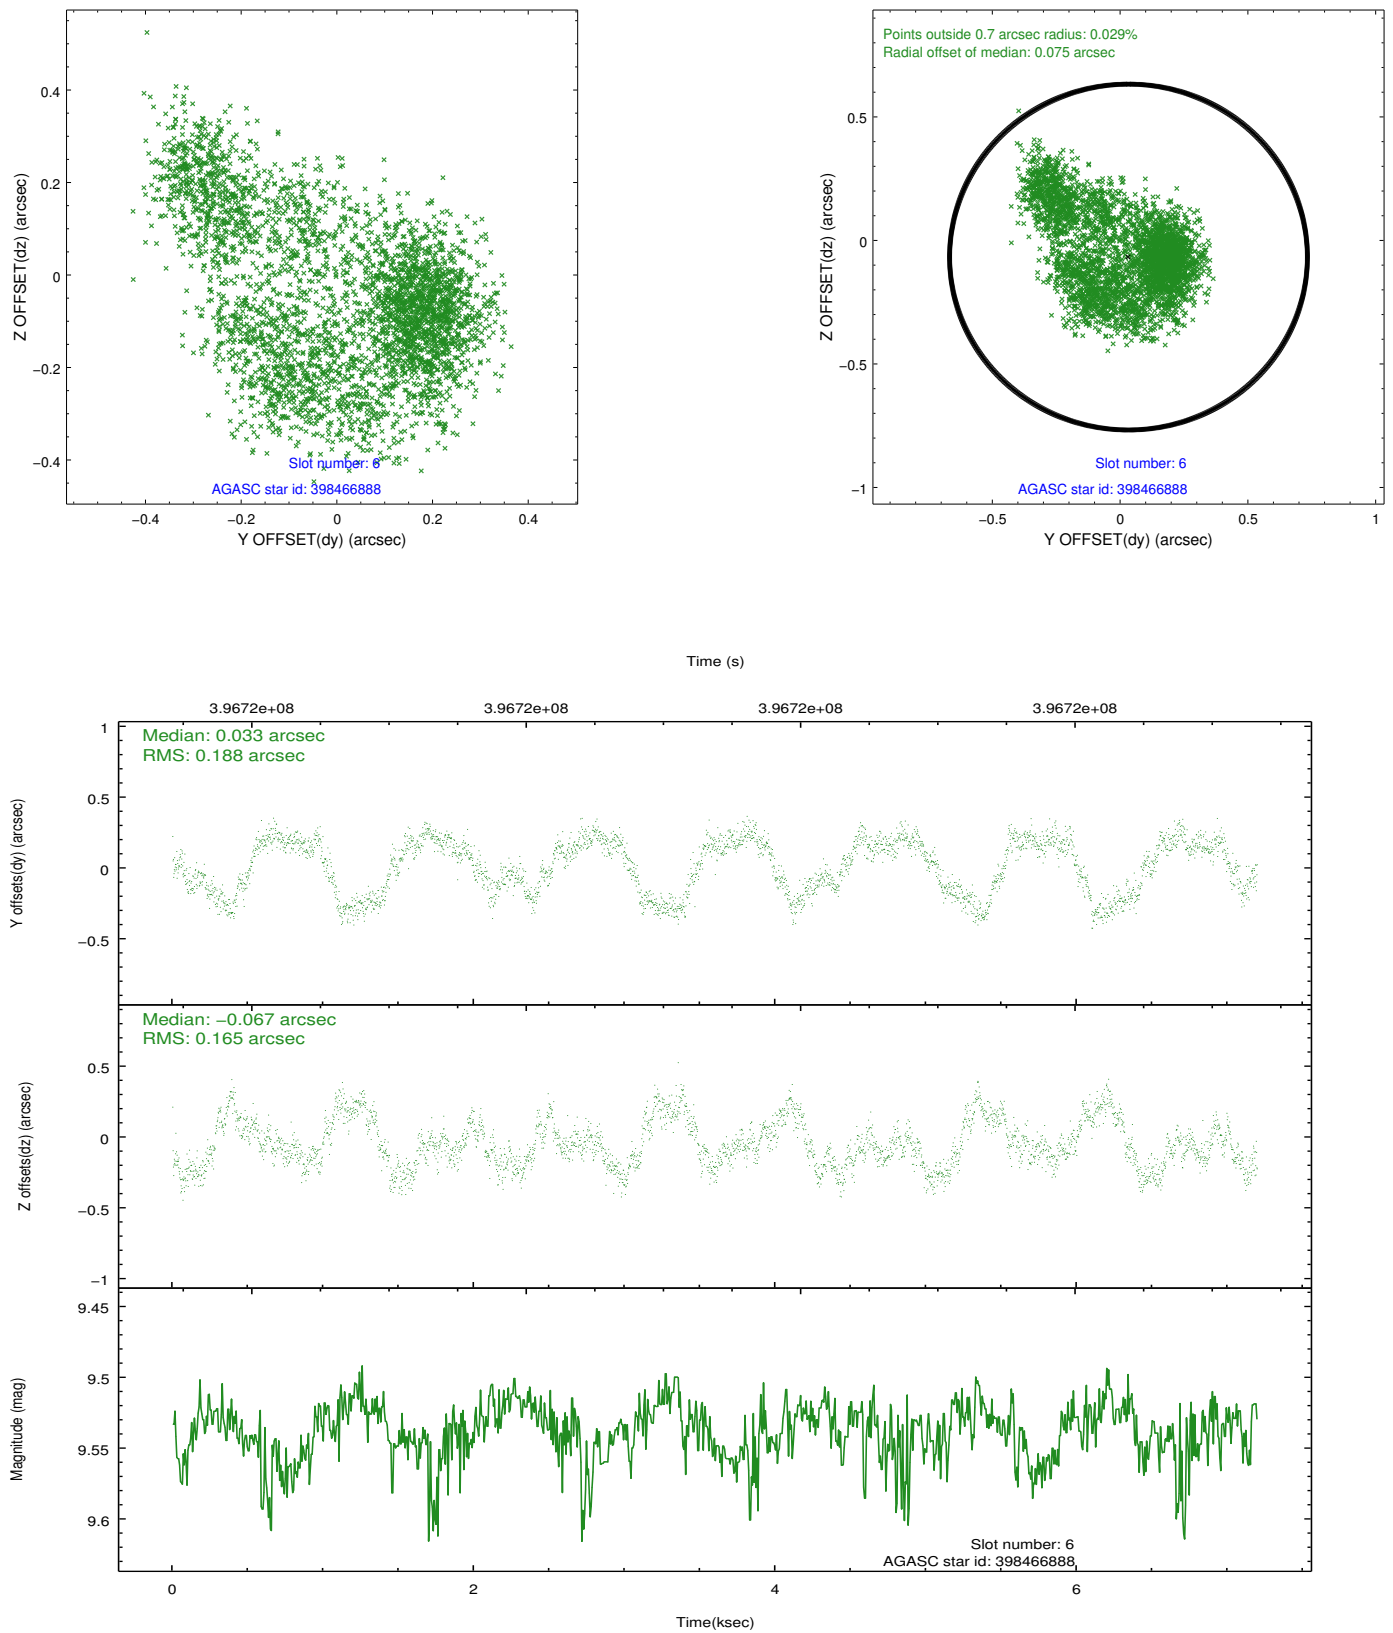 0.4
0.2
0
−0.2
−0.4
−0.4
−0.2
0
0.2
0.4
Z OFFSET(dz) (arcsec)
Y OFFSET(dy) (arcsec)
Slot number: 6
AGASC star id: 398466888
Points outside 0.7 arcsec radius: 0.029%
Radial offset of median: 0.075 arcsec
0.5
0
−0.5
−1
−0.5
0
0.5
1
Z OFFSET(dz) (arcsec)
Y OFFSET(dy) (arcsec)
Slot number: 6
AGASC star id: 398466888
Time (s)
3.9672e+08
3.9672e+08
3.9672e+08
3.9672e+08
Median: 0.033 arcsec
RMS: 0.188 arcsec
1
0.5
0
−0.5
Y offsets(dy) (arcsec)
Median: −0.067 arcsec
RMS: 0.165 arcsec
0.5
0
−0.5
−1
Z offsets(dz) (arcsec)
9.45
9.5
9.55
9.6
Magnitude (mag)
Slot number: 6
AGASC star id: 398466888
0
2
4
6
Time(ksec)